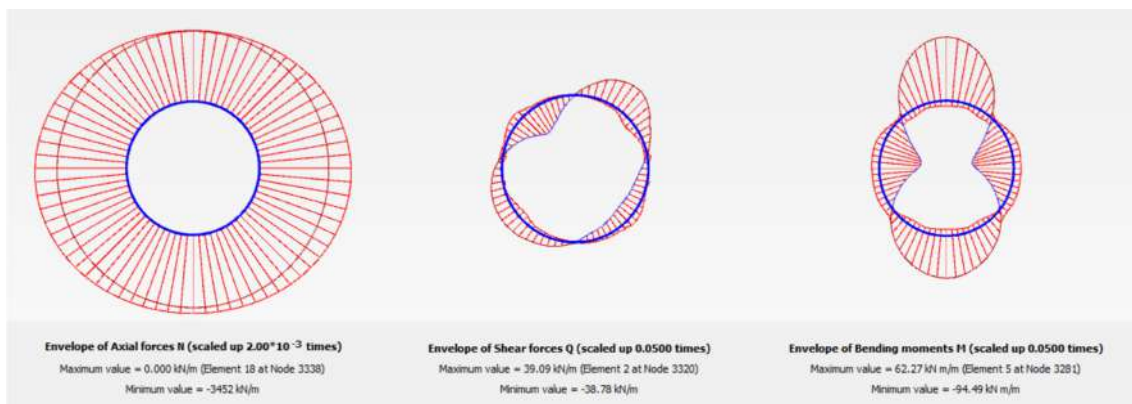 Envelope of Axial forces N (scaled up 2.00*10⁻³ times)
Maximum value = 0.000 kN/m (Element 18 at Node 3338)
Minimum value = -3452 kN/m
Envelope of Shear forces Q (scaled up 0.0500 times)
Maximum value = 39.09 kN/m (Element 2 at Node 3320)
Minimum value = -38.78 kN/m
Envelope of Bending moments M (scaled up 0.0500 times)
Maximum value = 62.27 kN m/m (Element 5 at Node 3281)
Minimum value = -94.49 kN m/m